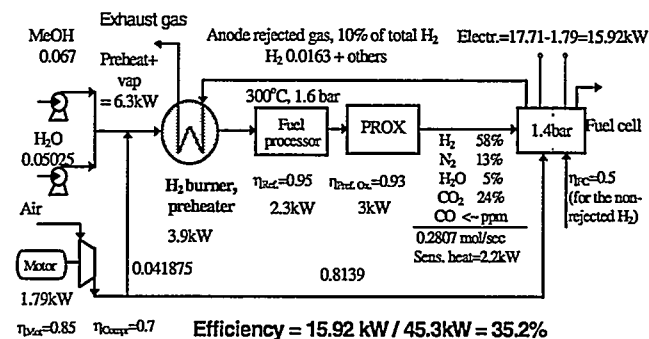 Exhaust gas
MeOH
0.067
Preheat+
vap
= 6.3kW
Anode rejected gas, 10% of total H₂
H₂ 0.0163 + others
Electr.=17.71-1.79=15.92kW
300°C, 1.6 bar
H₂O
0.05025
Fuel
processor
PROX
1.4bar
Fuel cell
H₂ 58%
N₂ 13%
H₂O 5%
CO₂ 24%
CO <~ppm
0.2807 mol/sec
Sens. heat=2.2kW
ηFC=0.5
(for the non-
rejected H₂)
H₂ burner,
preheater
3.9kW
ηRef.=0.95
2.3kW
ηPref. Ox.=0.93
3kW
Air
Motor
1.79kW
0.041875
0.8139
ηMot=0.85
ηCompr=0.7
Efficiency = 15.92 kW / 45.3kW = 35.2%